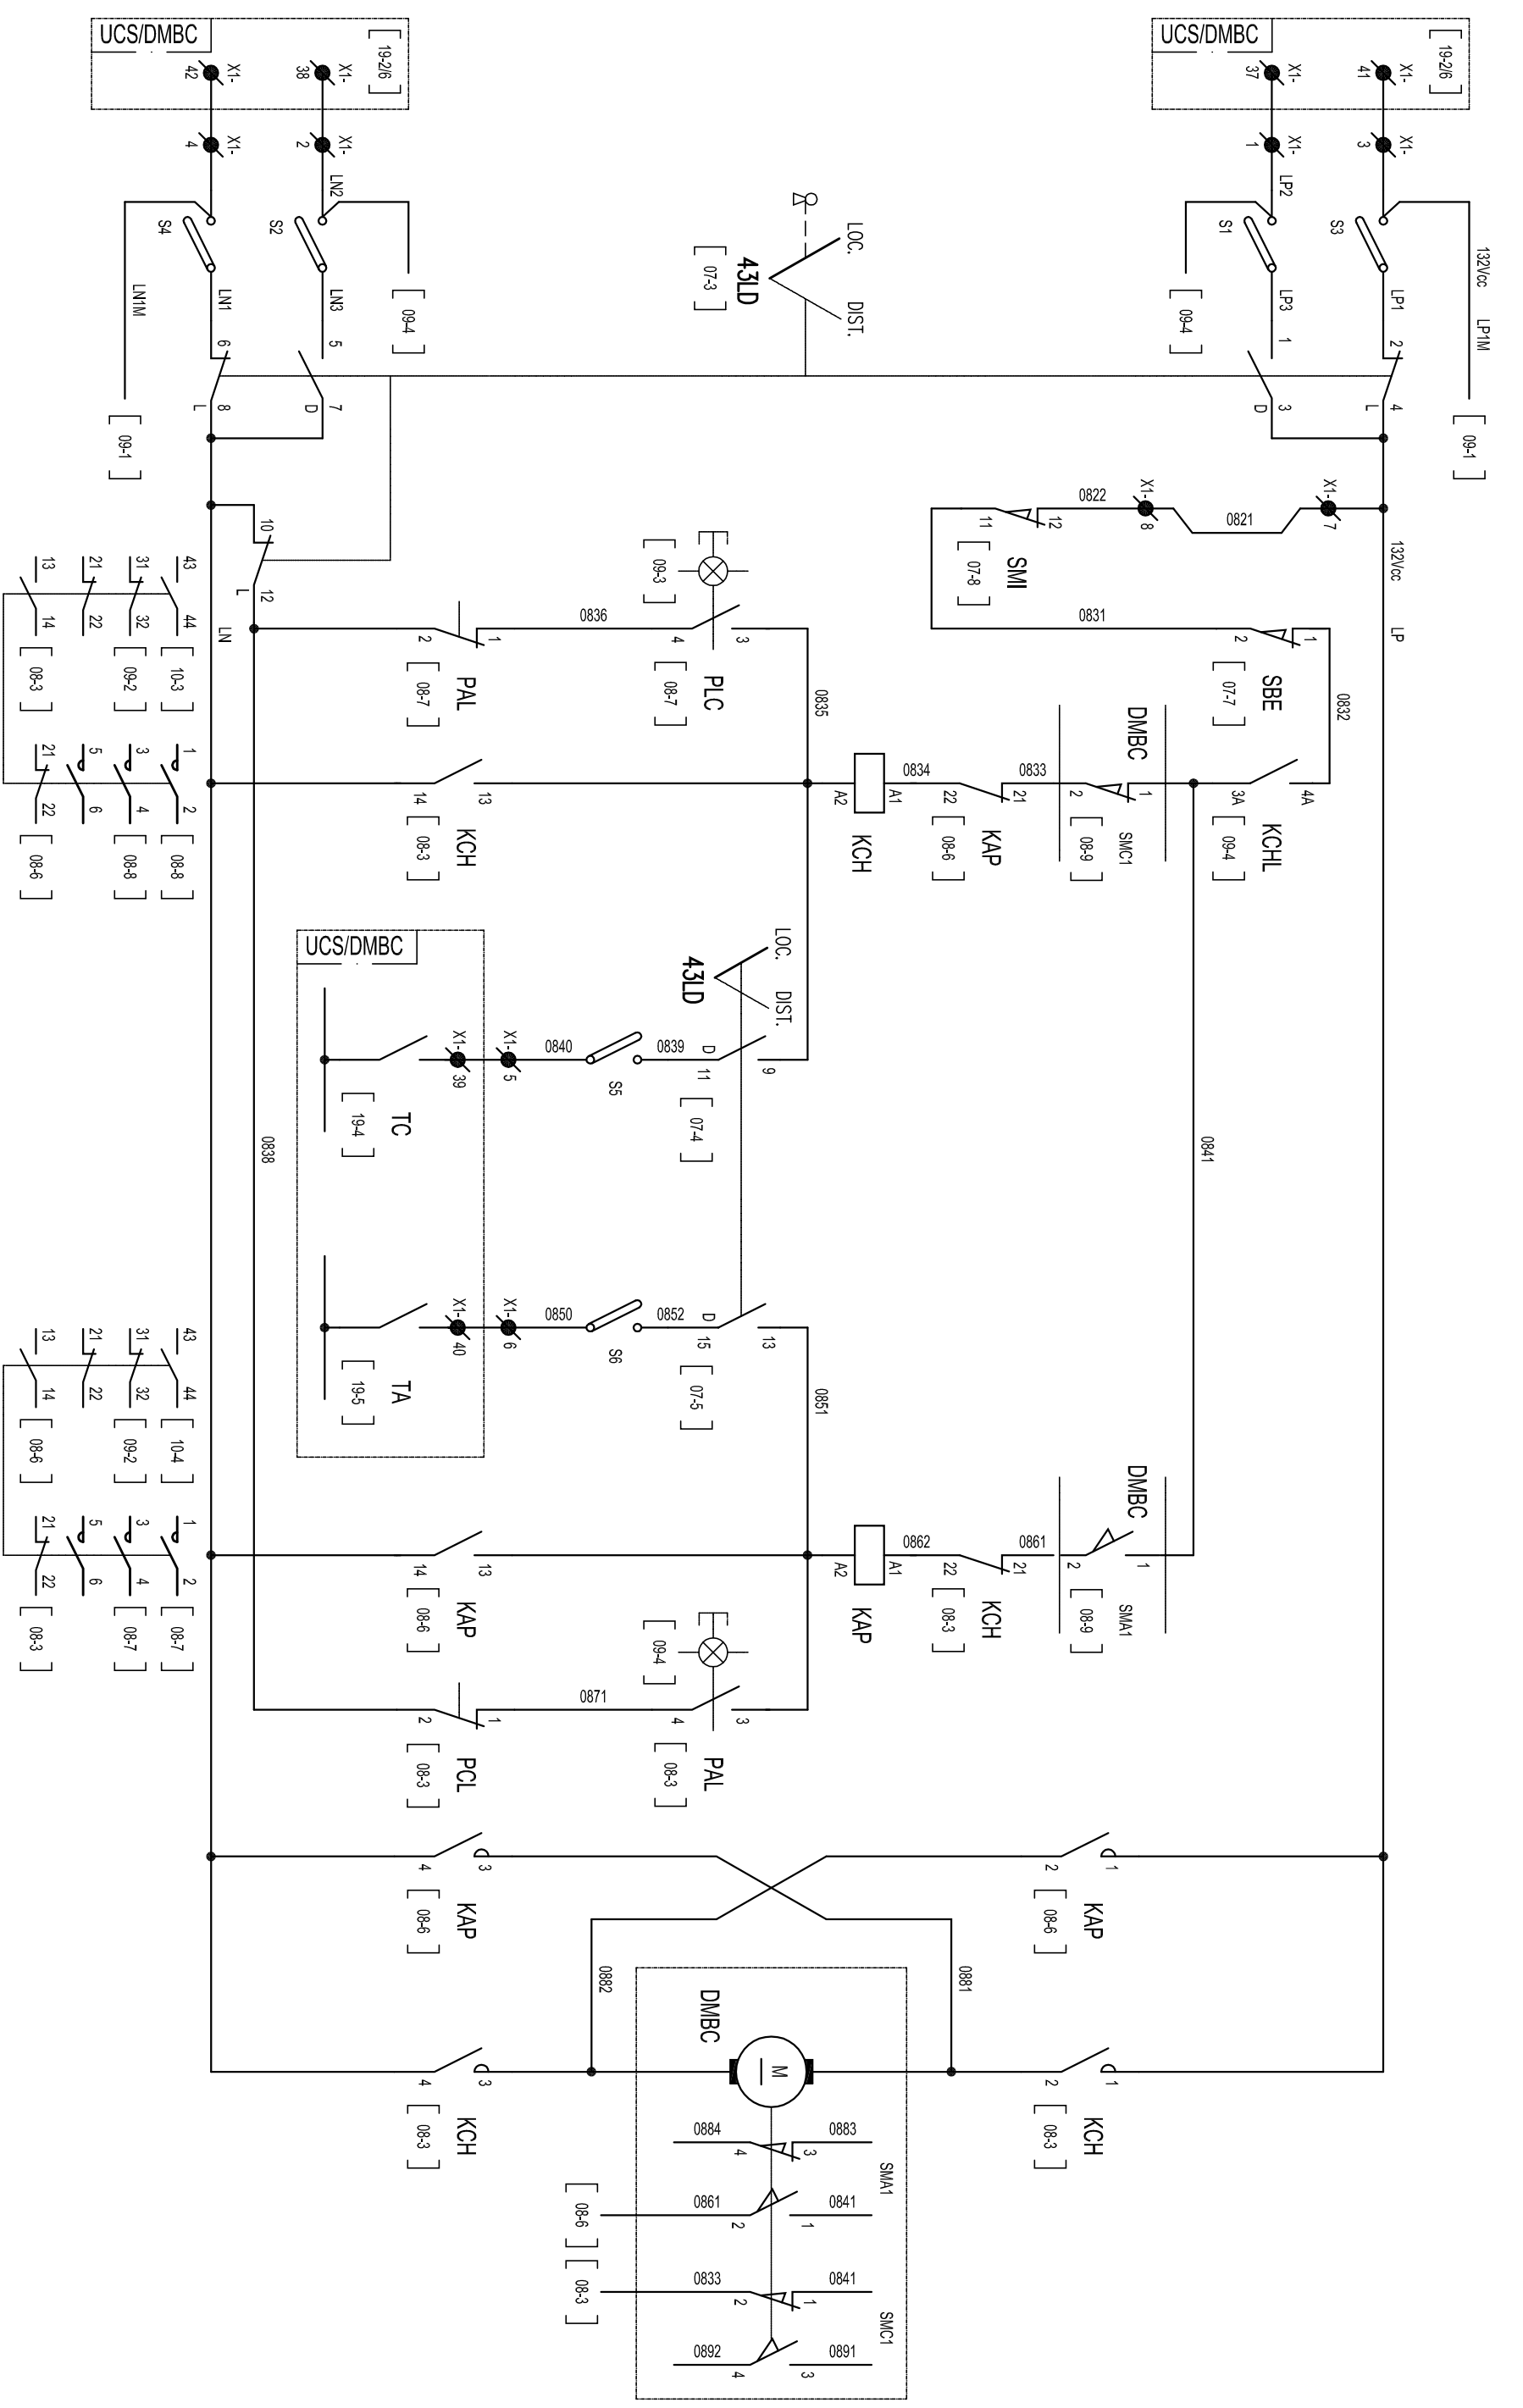 UCS/DMBC
[19-2/6]
X1- 42
X1- 38
X1- 4
X1- 2
LN2
S4
S2
LN1M
LN1
LN3
[09-4]
6
5
8
7
L
D
[09-1]
LOC.
DIST.
43LD
[07-3]
UCS/DMBC
[19-2/6]
X1- 37
X1- 41
X1- 1
X1- 3
LP2
S1
S3
132Vcc
LP1M
LP3
LP1
[09-4]
1
2
3
4
D
L
[09-1]
132Vcc
LP
X1- 7
0821
X1- 8
0822
12
11
SMI
[07-8]
0831
1
2
SBE
[07-7]
0832
10
12
L
LN
0838
PAL
1
2
[08-7]
0836
[09-3]
PLC
3
4
[08-7]
0835
4A
3A
KCHL
[09-4]
DMBC
1
2
SMC1
[08-9]
0833
21
22
KAP
[08-6]
0834
A1
A2
KCH
13
14
KCH
[08-3]
0841
43
44
[10-3]
31
32
[09-2]
21
22
13
14
[08-3]
1
2
[08-8]
3
4
[08-8]
5
6
21
22
[08-6]
LOC.
DIST.
43LD
9
11
D
[07-4]
0839
S5
0840
X1- 5
X1- 39
UCS/DMBC
TC
[19-4]
13
15
D
[07-5]
0852
S6
0850
X1- 6
X1- 40
TA
[19-5]
0851
DMBC
1
2
SMA1
[08-9]
0861
21
22
KCH
[08-3]
0862
A1
A2
KAP
13
14
KAP
[08-6]
43
44
[10-4]
31
32
[09-2]
21
22
13
14
[08-6]
1
2
[08-7]
3
4
[08-7]
5
6
21
22
[08-3]
[09-4]
PAL
3
4
[08-3]
0871
PCL
1
2
[08-3]
KAP
1
2
[08-6]
KAP
3
4
[08-6]
0881
0882
KCH
1
2
[08-3]
KCH
3
4
[08-3]
DMBC
M
0883
3
4
0884
SMA1
0841
1
2
0861
[08-6]
0841
1
2
0833
[08-3]
SMC1
0891
3
4
0892